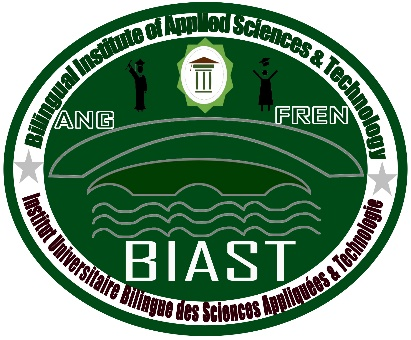 Bilingual Institute of Applied Sciences & Technology
ANG
FREN
BIAST
Institut Universitaire Bilingue des Sciences Appliquées & Technologie